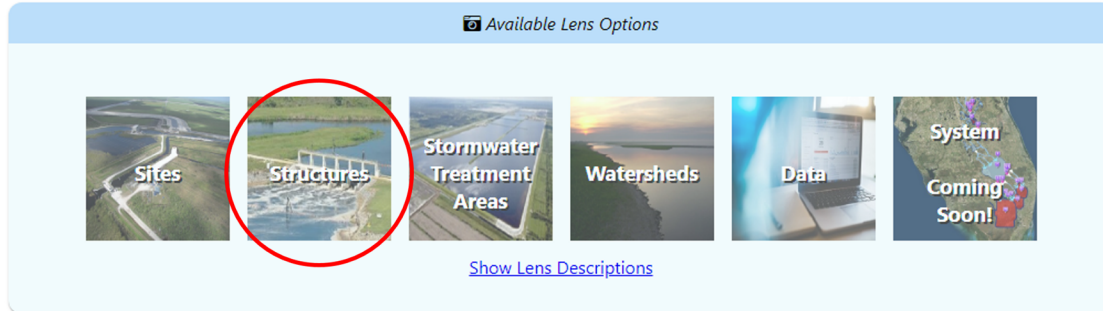 Available Lens Options
Sites
Structures
Stormwater
Treatment
Areas
Watersheds
Data
System
Coming
Soon!
Show Lens Descriptions